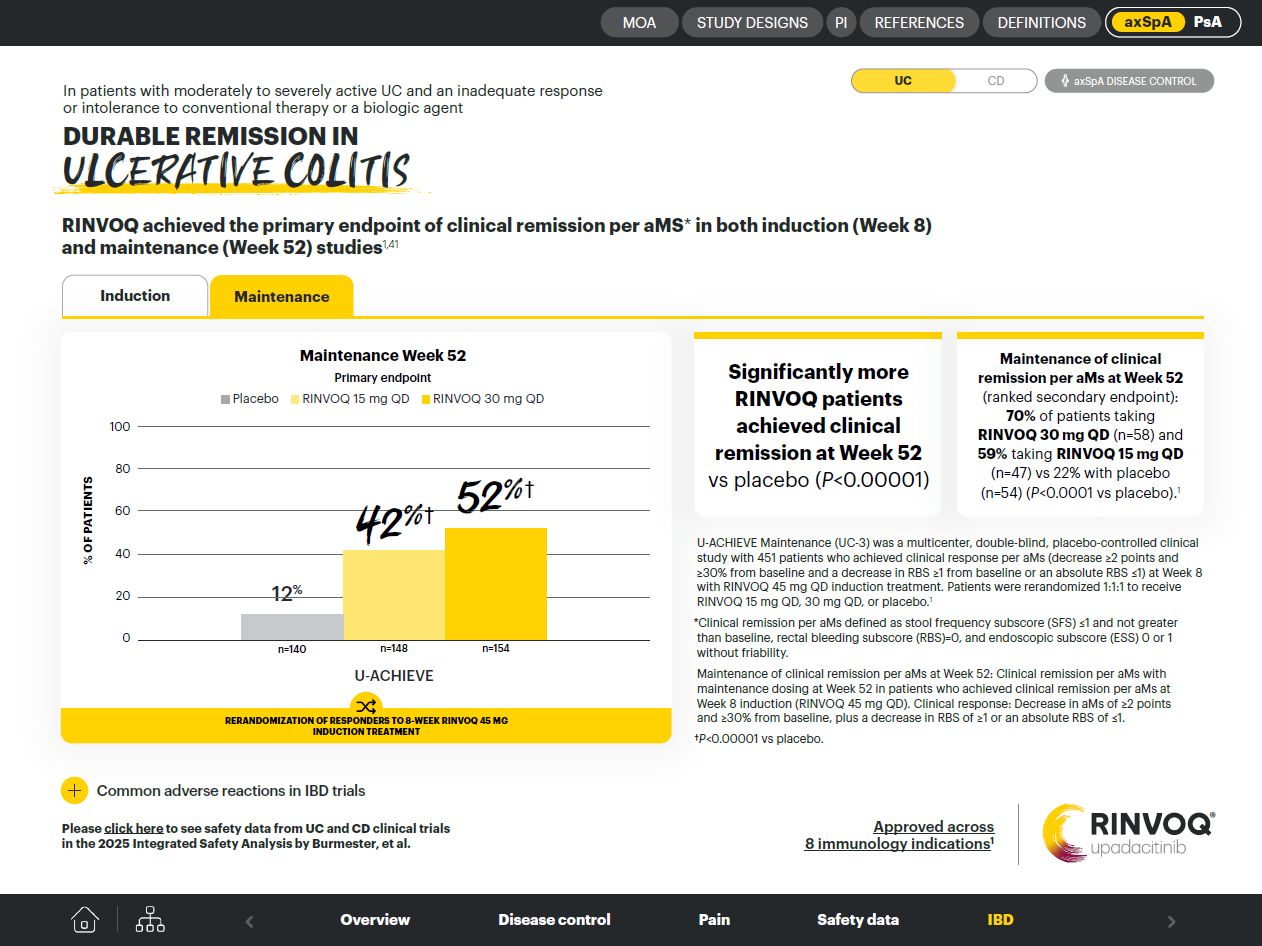 MOA STUDY DESIGNS PI REFERENCES DEFINITIONS axSpA PsA
UC CD axSpA DISEASE CONTROL
In patients with moderately to severely active UC and an inadequate response
or intolerance to conventional therapy or a biologic agent
DURABLE REMISSION IN
ULCERATIVE COLITIS
RINVOQ achieved the primary endpoint of clinical remission per aMS* in both induction (Week 8)
and maintenance (Week 52) studies1,41
Induction Maintenance
Maintenance Week 52
Primary endpoint
Placebo RINVOQ 15 mg QD RINVOQ 30 mg QD
% OF PATIENTS
100
80
60
40
20
0
12%
42%†
52%†
n=140 n=148 n=154
U-ACHIEVE
RERANDOMIZATION OF RESPONDERS TO 8-WEEK RINVOQ 45 MG
INDUCTION TREATMENT
Significantly more
RINVOQ patients
achieved clinical
remission at Week 52
vs placebo (P<0.00001)
Maintenance of clinical
remission per aMs at Week 52
(ranked secondary endpoint):
70% of patients taking
RINVOQ 30 mg QD (n=58) and
59% taking RINVOQ 15 mg QD
(n=47) vs 22% with placebo
(n=54) (P<0.0001 vs placebo).1
U-ACHIEVE Maintenance (UC-3) was a multicenter, double-blind, placebo-controlled clinical
study with 451 patients who achieved clinical response per aMs (decrease ≥2 points and
≥30% from baseline and a decrease in RBS ≥1 from baseline or an absolute RBS ≤1) at Week 8
with RINVOQ 45 mg QD induction treatment. Patients were rerandomized 1:1:1 to receive
RINVOQ 15 mg QD, 30 mg QD, or placebo.1
*Clinical remission per aMs defined as stool frequency subscore (SFS) ≤1 and not greater
than baseline, rectal bleeding subscore (RBS)=0, and endoscopic subscore (ESS) 0 or 1
without friability.
Maintenance of clinical remission per aMs at Week 52: Clinical remission per aMs with
maintenance dosing at Week 52 in patients who achieved clinical remission per aMs at
Week 8 induction (RINVOQ 45 mg QD). Clinical response: Decrease in aMs of ≥2 points
and ≥30% from baseline, plus a decrease in RBS of ≥1 or an absolute RBS of ≤1.
†P<0.00001 vs placebo.
Common adverse reactions in IBD trials
Please click here to see safety data from UC and CD clinical trials
in the 2025 Integrated Safety Analysis by Burmester, et al.
Approved across
8 immunology indications1
RINVOQ®
upadacitinib
Overview Disease control Pain Safety data IBD